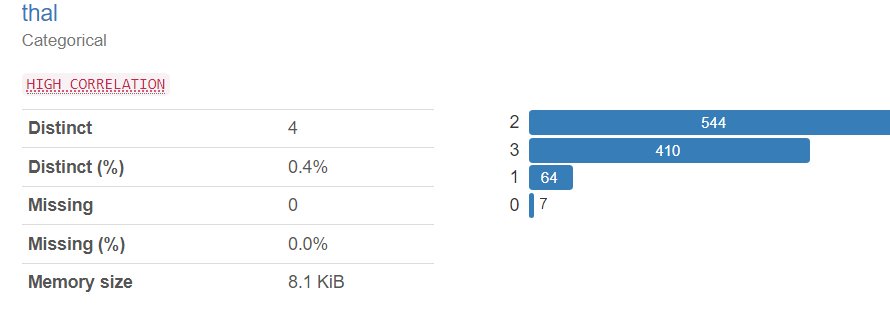 thal
Categorical
HIGH CORRELATION
Distinct 4
Distinct (%) 0.4%
Missing 0
Missing (%) 0.0%
Memory size 8.1 KiB
2 544
3 410
1 64
0 7